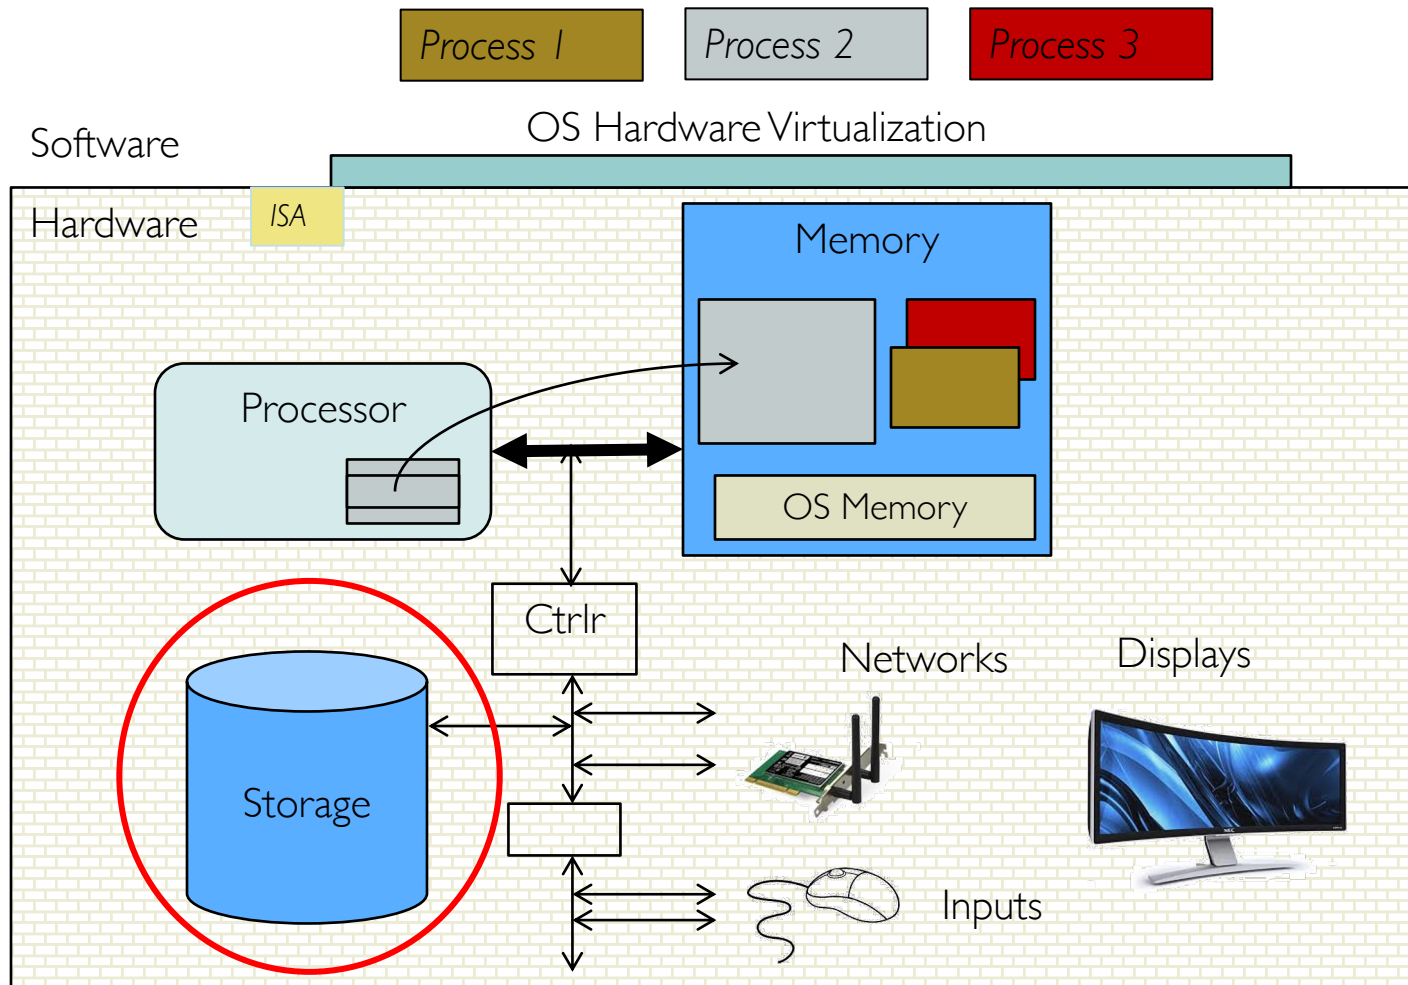 Process 1
Process 2
Process 3
OS Hardware Virtualization
Software
Hardware
ISA
Memory
Processor
OS Memory
Ctrlr
Networks
Displays
Storage
NEC
Inputs